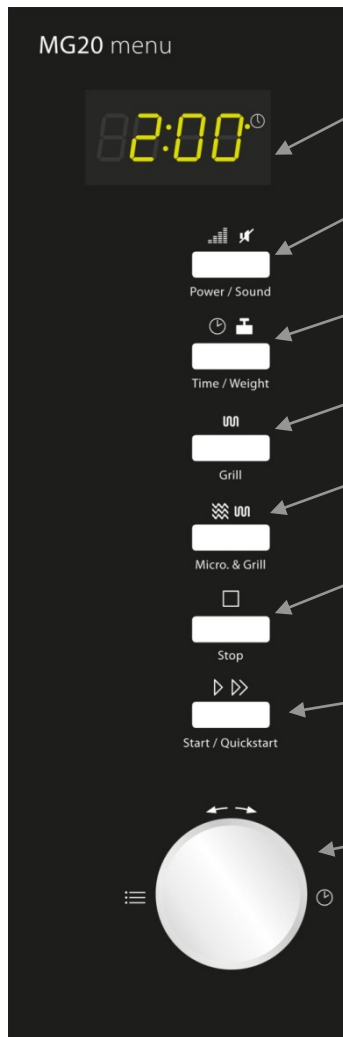 MG20 menu
2:00
Power / Sound
Time / Weight
Grill
Micro. & Grill
Stop
Start / Quickstart